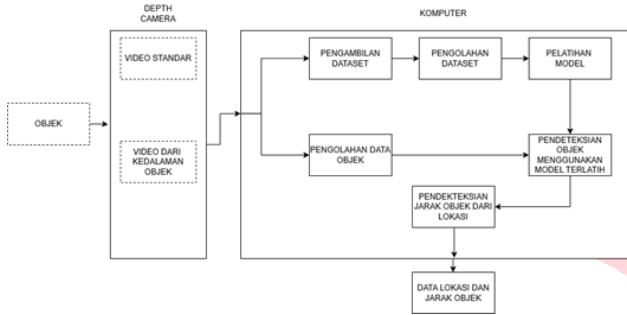 DEPTH
CAMERA
KOMPUTER
VIDEO STANDAR
PENGAMBILAN
DATASET
PENGOLAHAN
DATASET
PELATIHAN
MODEL
OBJEK
VIDEO DARI
KEDALAMAN
OBJEK
PENGOLAHAN DATA
OBJEK
PENDETEKSIAN
OBJEK
MENGGUNAKAN
MODEL TERLATIH
PENDEKTEKSIAN
JARAK OBJEK DARI
LOKASI
DATA LOKASI DAN
JARAK OBJEK